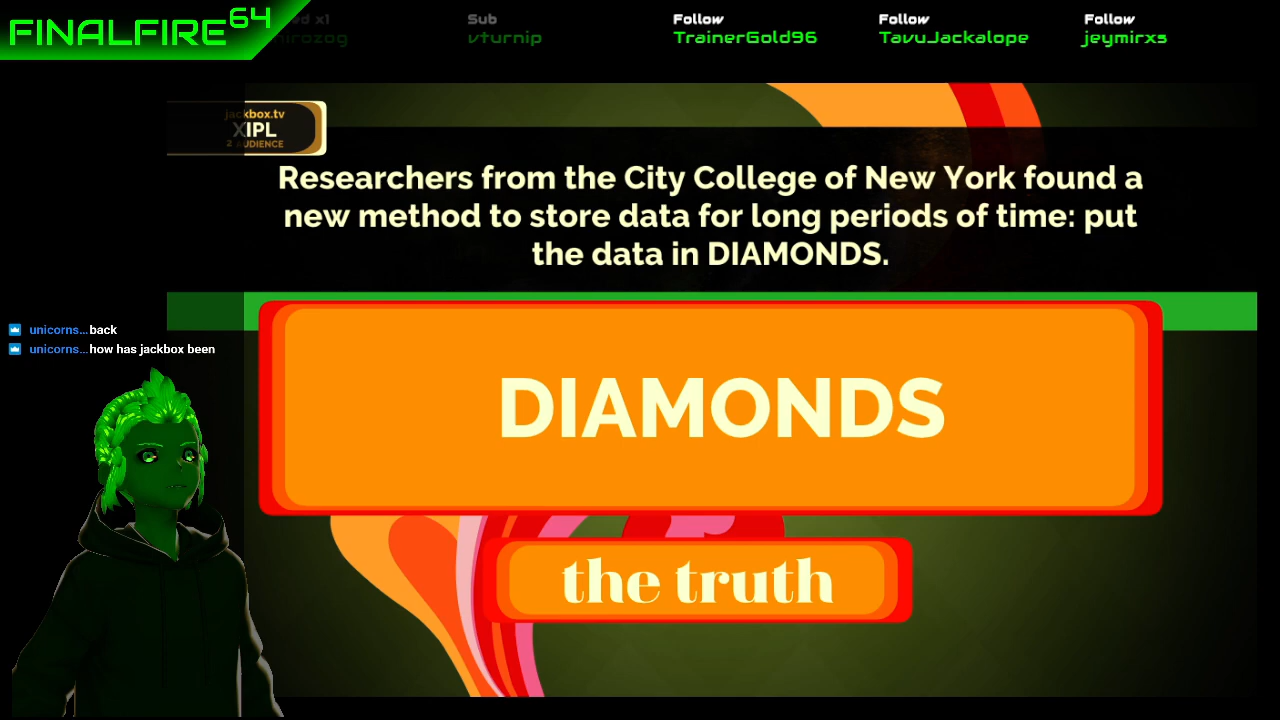 FINALFIRE64
Sub
vturnip
Follow
TrainerGold96
Follow
TavuJackalope
Follow
jeymirxs
jackbox.tv
XIPL
2 AUDIENCE
Researchers from the City College of New York found a
new method to store data for long periods of time: put
the data in DIAMONDS.
DIAMONDS
the truth
unicorns... back
unicorns... how has jackbox been